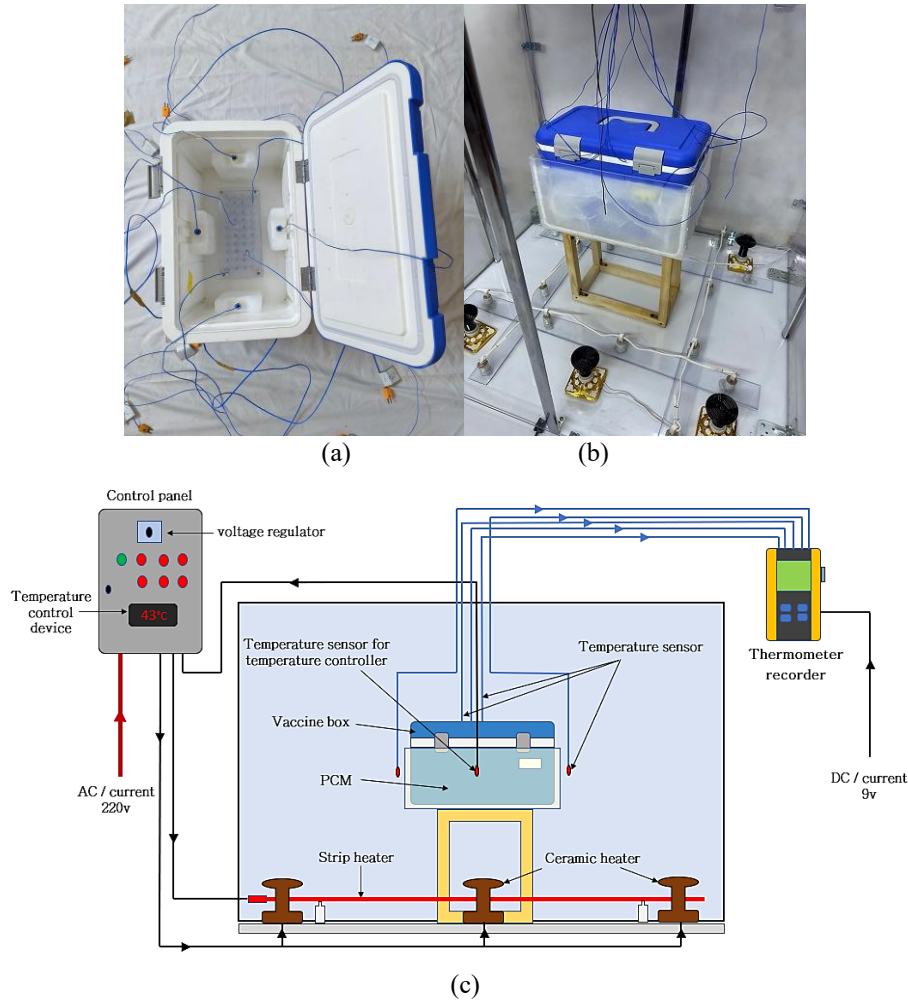 (a)
(b)
Control panel
voltage regulator
Temperature
control
device
43°C
Temperature sensor for
temperature controller
Temperature sensor
Thermometer
recorder
Vaccine box
PCM
AC / current
220v
DC / current
9v
Strip heater
Ceramic heater
(c)